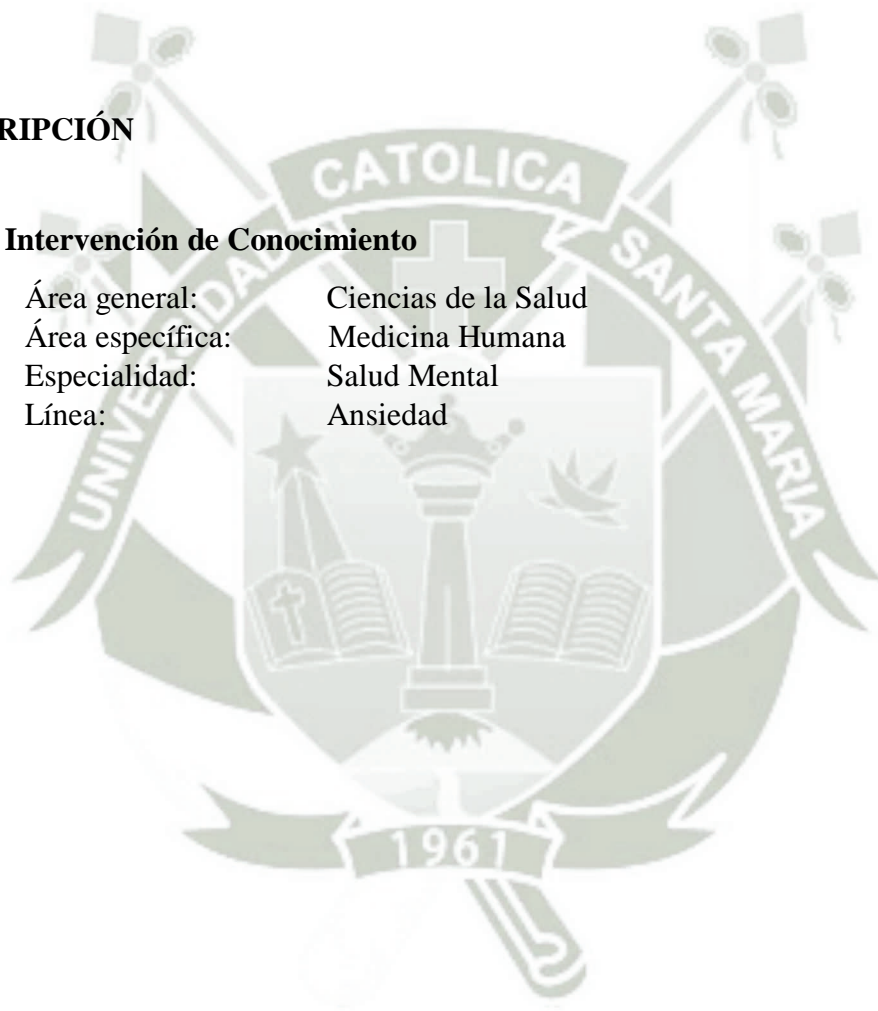 RIPCIÓN
CATOLICA
Intervención de Conocimiento
UNIVERSIDAD
SANTA MARIA
Área general: Ciencias de la Salud
Área específica: Medicina Humana
Especialidad: Salud Mental
Línea: Ansiedad
1961